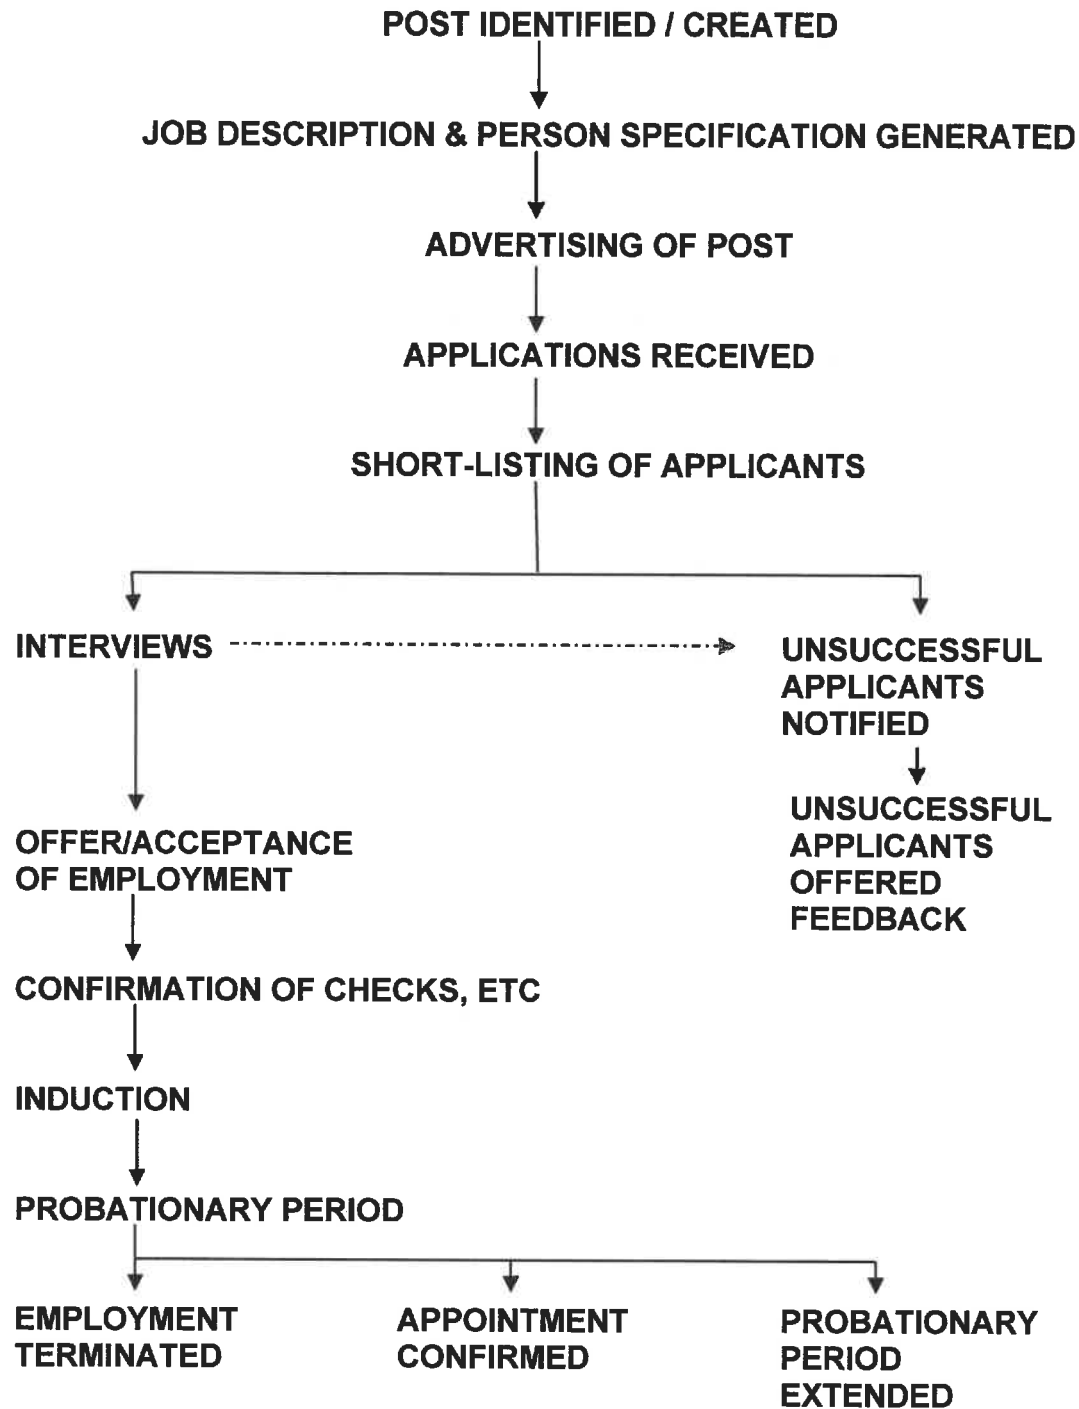 POST IDENTIFIED / CREATED
JOB DESCRIPTION & PERSON SPECIFICATION GENERATED
ADVERTISING OF POST
APPLICATIONS RECEIVED
SHORT-LISTING OF APPLICANTS
INTERVIEWS
UNSUCCESSFUL
APPLICANTS
NOTIFIED
UNSUCCESSFUL
APPLICANTS
OFFERED
FEEDBACK
OFFER/ACCEPTANCE
OF EMPLOYMENT
CONFIRMATION OF CHECKS, ETC
INDUCTION
PROBATIONARY PERIOD
EMPLOYMENT
TERMINATED
APPOINTMENT
CONFIRMED
PROBATIONARY
PERIOD
EXTENDED